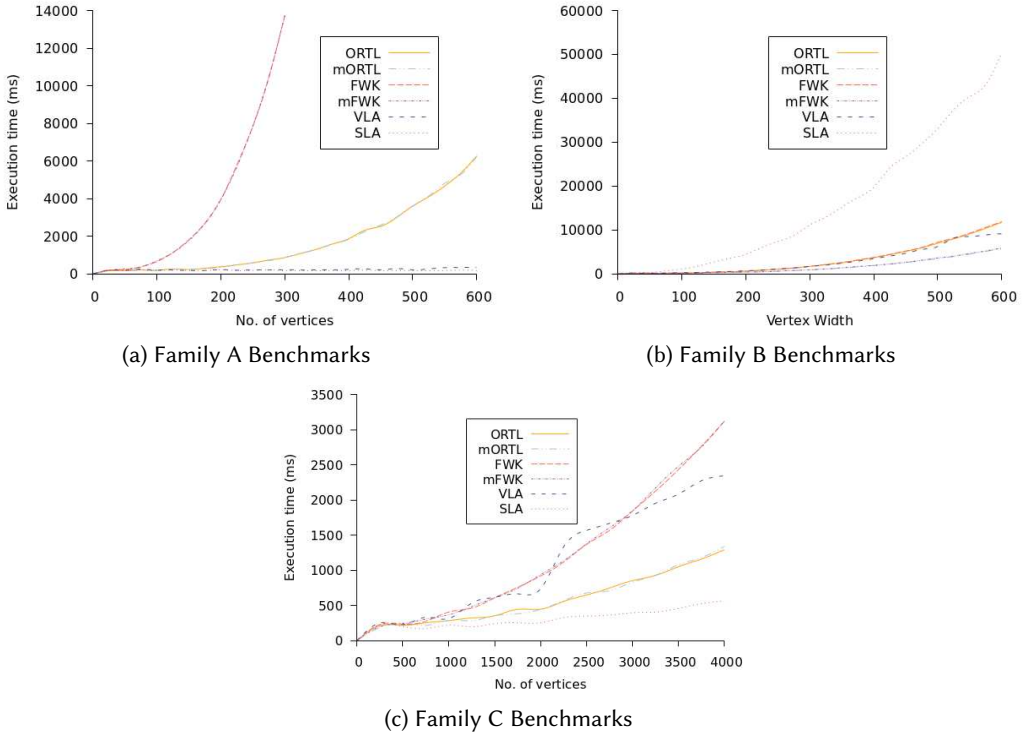 14000
12000
10000
8000
6000
4000
2000
0
Execution time (ms)
ORTL
mORTL
FWK
mFWK
VLA
SLA
0 100 200 300 400 500 600
No. of vertices
(a) Family A Benchmarks
60000
50000
40000
30000
20000
10000
0
Execution time (ms)
ORTL
mORTL
FWK
mFWK
VLA
SLA
0 100 200 300 400 500 600
Vertex Width
(b) Family B Benchmarks
3500
3000
2500
2000
1500
1000
500
0
Execution time (ms)
ORTL
mORTL
FWK
mFWK
VLA
SLA
0 500 1000 1500 2000 2500 3000 3500 4000
No. of vertices
(c) Family C Benchmarks